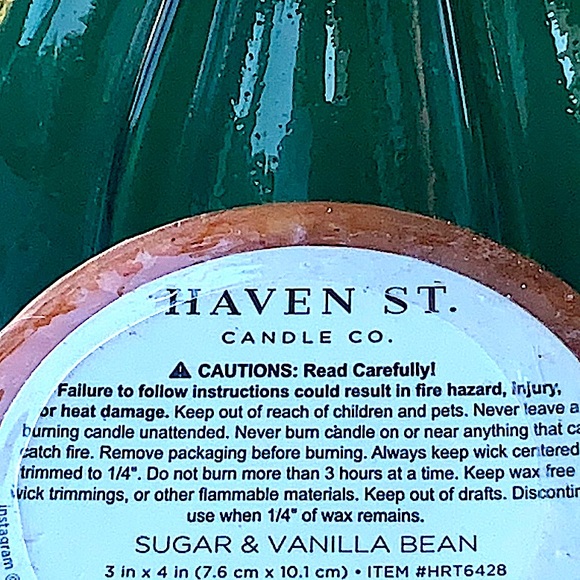 HAVEN ST.
CANDLE CO.
⚠ CAUTIONS: Read Carefully!
Failure to follow instructions could result in fire hazard, injury,
or heat damage. Keep out of reach of children and pets. Never leave a
burning candle unattended. Never burn candle on or near anything that ca
catch fire. Remove packaging before burning. Always keep wick centered
trimmed to 1/4". Do not burn more than 3 hours at a time. Keep wax free
wick trimmings, or other flammable materials. Keep out of drafts. Discontin
use when 1/4" of wax remains.
SUGAR & VANILLA BEAN
3 in x 4 in (7.6 cm x 10.1 cm) • ITEM #HRT6428
instagram @